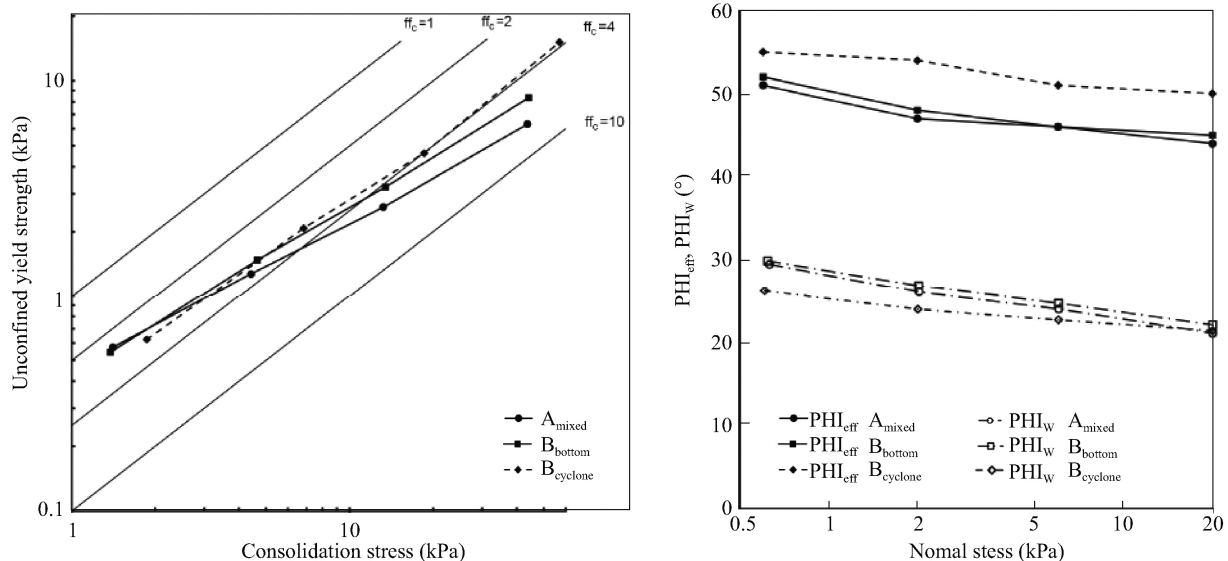 ff_c=1
ff_c=2
ff_c=4
ff_c=10
10
1
0.1
1
10
Unconfined yield strength (kPa)
Consolidation stress (kPa)
A_mixed
B_bottom
B_cyclone
60
50
40
30
20
10
0
0.5
1
2
5
10
20
PHI_eff, PHI_W (°)
Nomal stess (kPa)
PHI_eff A_mixed
PHI_eff B_bottom
PHI_eff B_cyclone
PHI_W A_mixed
PHI_W B_bottom
PHI_W B_cyclone